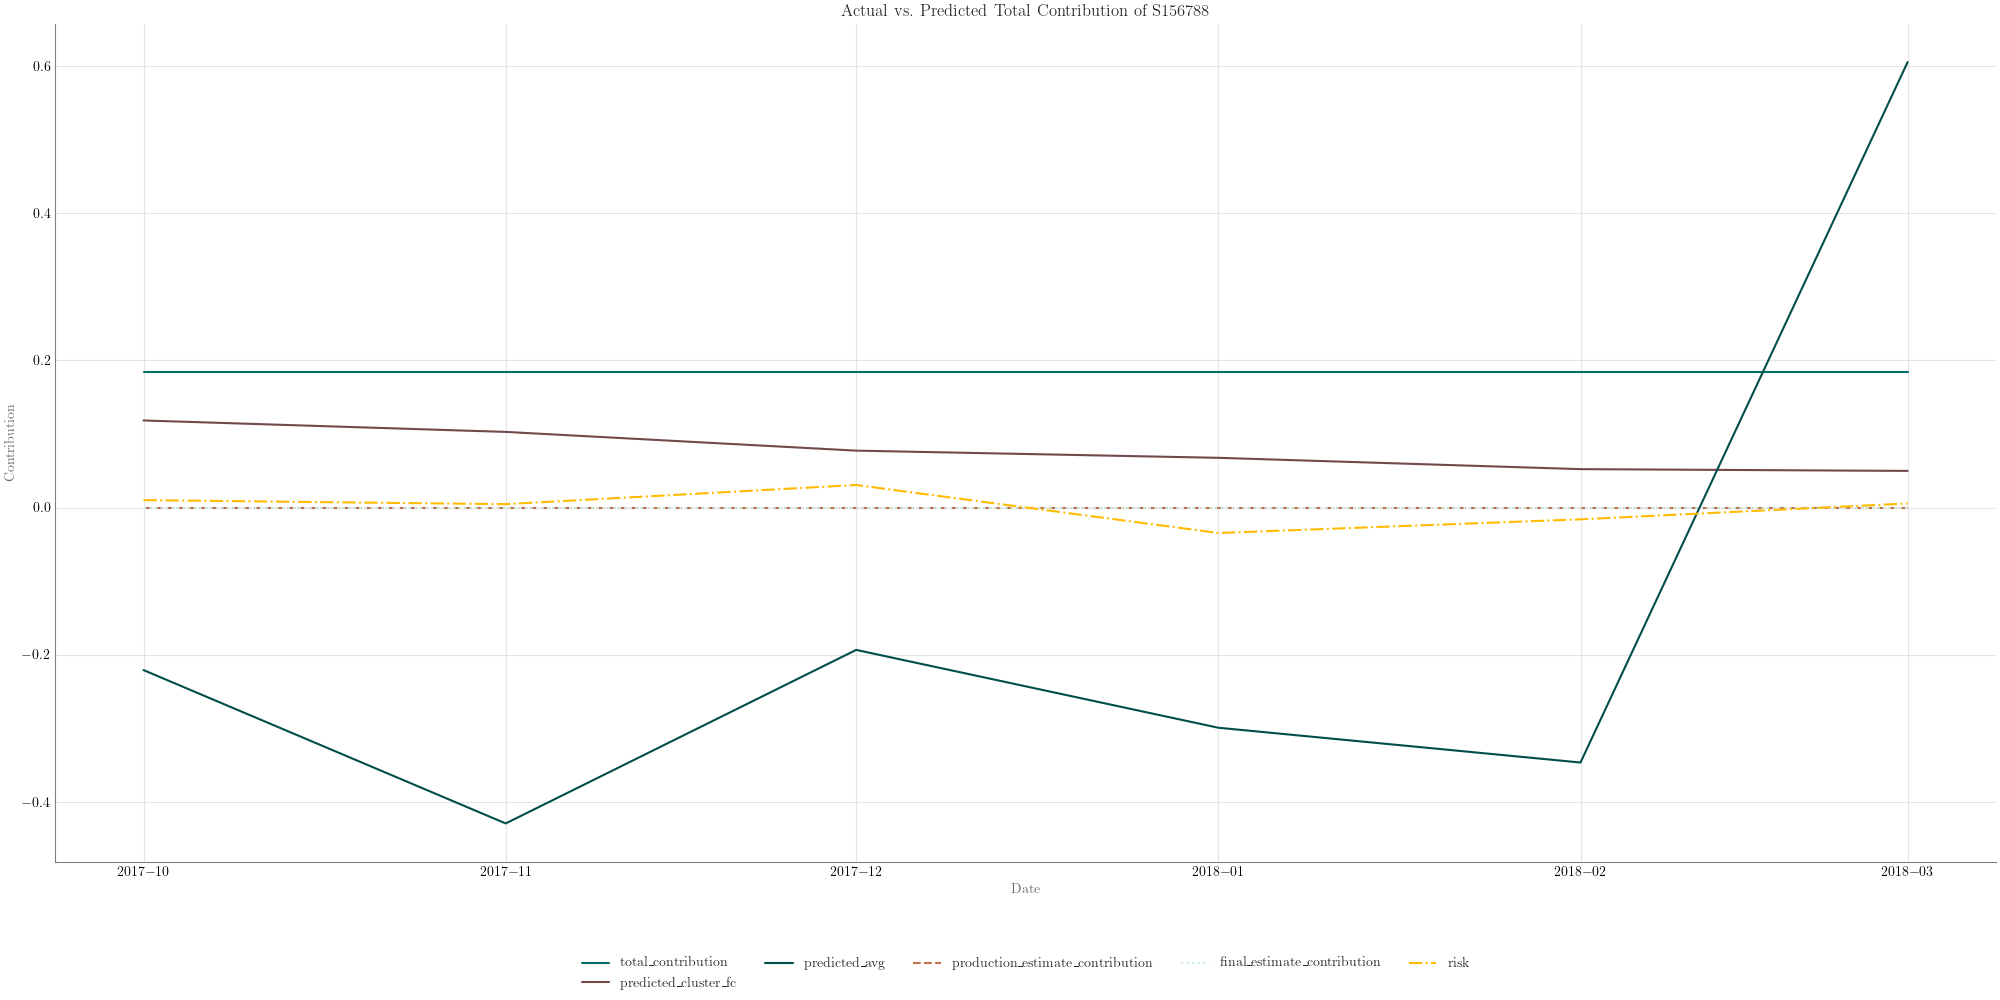 Actual vs. Predicted Total Contribution of S156788
0.6
0.4
0.2
0.0
−0.2
−0.4
Contribution
2017−10 2017−11 2017−12 2018−01 2018−02 2018−03
Date
total_contribution predicted_avg production_estimate_contribution final_estimate_contribution risk
predicted_cluster_fc